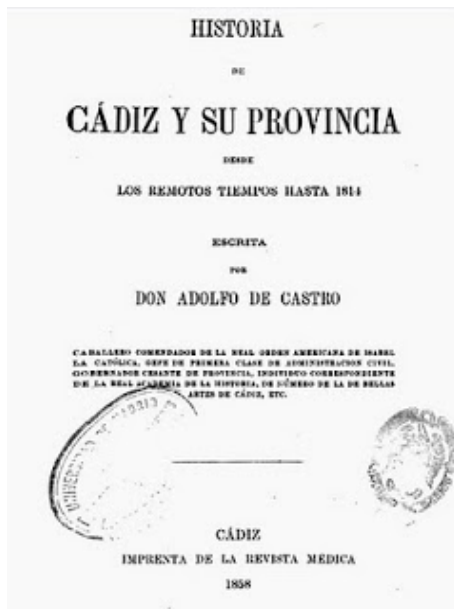 HISTORIA
DE
CÁDIZ Y SU PROVINCIA
DESDE
LOS REMOTOS TIEMPOS HASTA 1814
ESCRITA
POR
DON ADOLFO DE CASTRO
CABALLERO COMENDADOR DE LA REAL ORDEN AMERICANA DE ISABEL
LA CATÓLICA, GEFE DE PRIMERA CLASE DE ADMINISTRACION CIVIL,
GOBERNADOR CESANTE DE PROVINCIA, INDIVIDUO CORRESPONDIENTE
DE LA REAL ACADEMIA DE LA HISTORIA, DE NÚMERO DE LA DE BELLAS
ARTES DE CÁDIZ, ETC.
UNIVERSIDAD DE MADRID
CÁDIZ
IMPRENTA DE LA REVISTA MÉDICA
1858